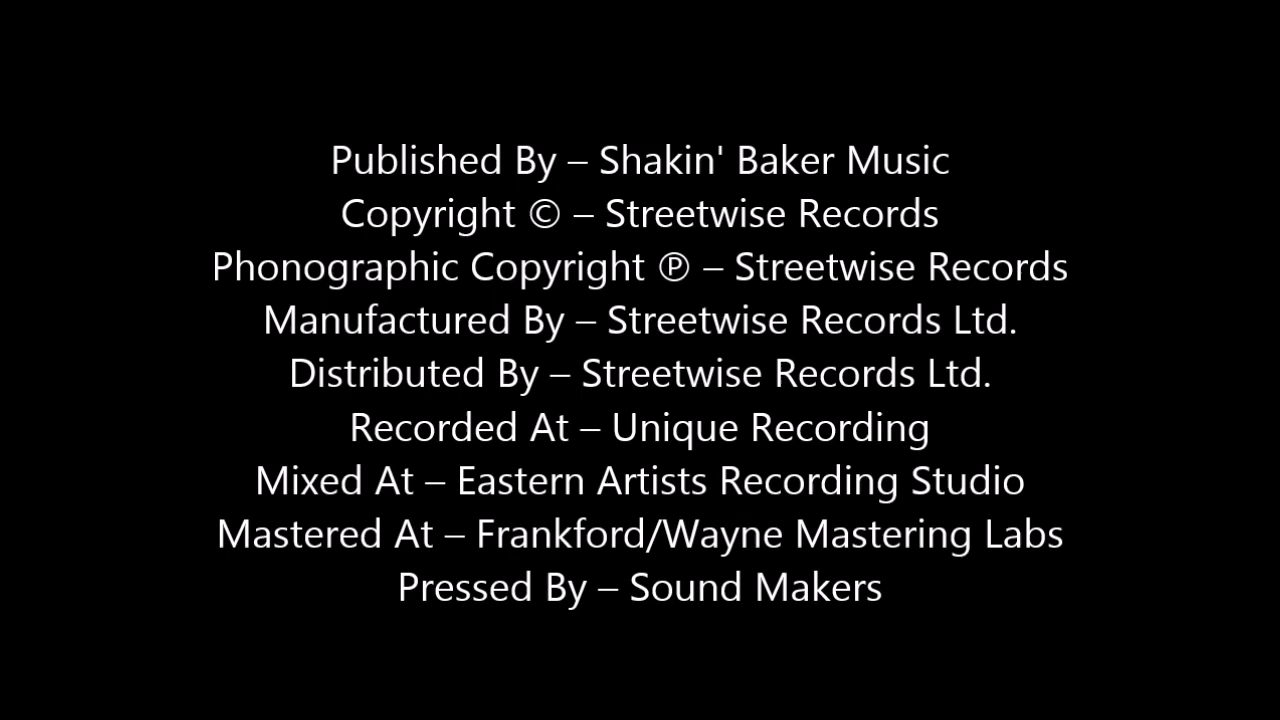 Published By – Shakin' Baker Music
Copyright © – Streetwise Records
Phonographic Copyright ℗ – Streetwise Records
Manufactured By – Streetwise Records Ltd.
Distributed By – Streetwise Records Ltd.
Recorded At – Unique Recording
Mixed At – Eastern Artists Recording Studio
Mastered At – Frankford/Wayne Mastering Labs
Pressed By – Sound Makers